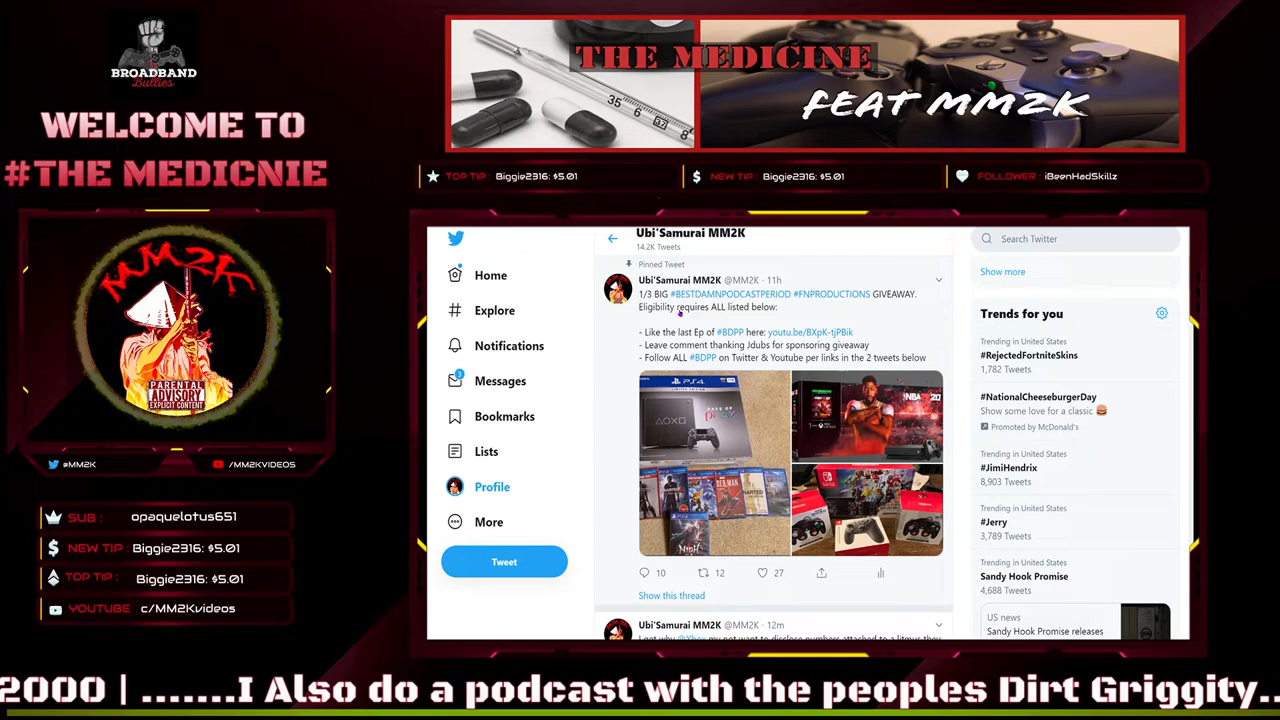 BROADBAND
Bullies
WELCOME TO
#THE MEDICNIE
THE MEDICINE
FEAT MM2K
35
6
37
8
TOP TIP : Biggie2316: $5.01
NEW TIP : Biggie2316: $5.01
FOLLOWER : iBeenHadSkillz
MM2K
PARENTAL
ADVISORY
EXPLICIT CONTENT
@MM2K
/MM2KVIDEOS
SUB : opaquelotus651
NEW TIP : Biggie2316: $5.01
TOP TIP : Biggie2316: $5.01
YOUTUBE c/MM2Kvideos
Home
Explore
Notifications
3
Messages
Bookmarks
Lists
Profile
More
Tweet
Ubi'Samurai MM2K
14.2K Tweets
Pinned Tweet
Ubi'Samurai MM2K @MM2K · 11h
1/3 BIG #BESTDAMNPODCASTPERIOD #FNPRODUCTIONS GIVEAWAY.
Eligibility requires ALL listed below:
- Like the last Ep of #BDPP here: youtu.be/BXpK-tjPBik
- Leave comment thanking Jdubs for sponsoring giveaway
- Follow ALL #BDPP on Twitter & Youtube per links in the 2 tweets below
PS4
DAYS OF
PLAY
NBA 2K20
10
12
27
Show this thread
Ubi'Samurai MM2K @MM2K · 12m
Search Twitter
Show more
Trends for you
Trending in United States
#RejectedFortniteSkins
1,782 Tweets
#NationalCheeseburgerDay
Show some love for a classic 🍔
Promoted by McDonald's
Trending in United States
#JimiHendrix
8,903 Tweets
Trending in United States
#Jerry
3,789 Tweets
Trending in United States
Sandy Hook Promise
4,688 Tweets
US news
Sandy Hook Promise releases
2000 | .......I Also do a podcast with the peoples Dirt Griggity..